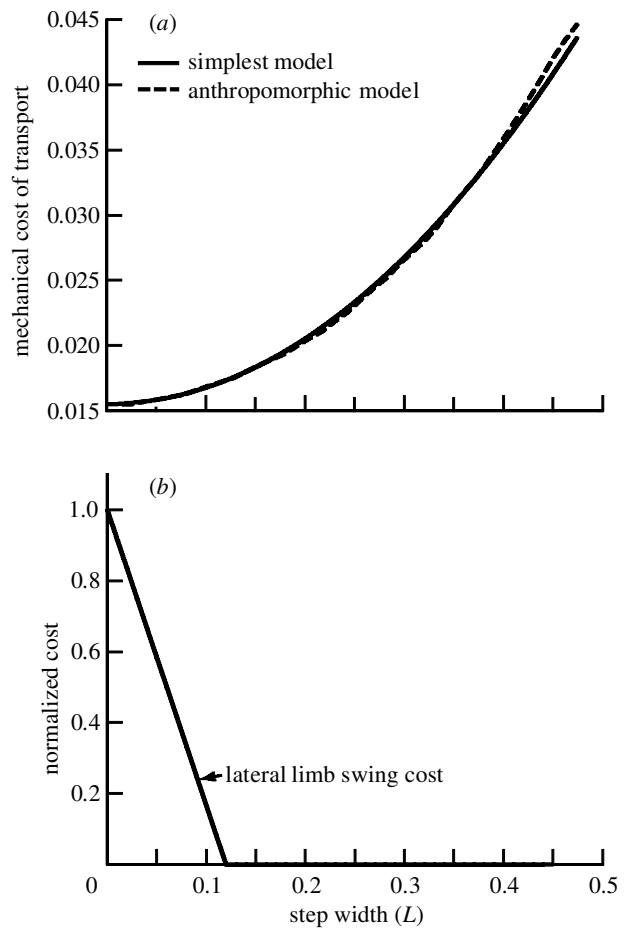 (a)
simplest model
anthropomorphic model
mechanical cost of transport
0.045
0.040
0.035
0.030
0.025
0.020
0.015
(b)
normalized cost
1.0
0.8
0.6
0.4
0.2
lateral limb swing cost
0 0.1 0.2 0.3 0.4 0.5
step width (L)